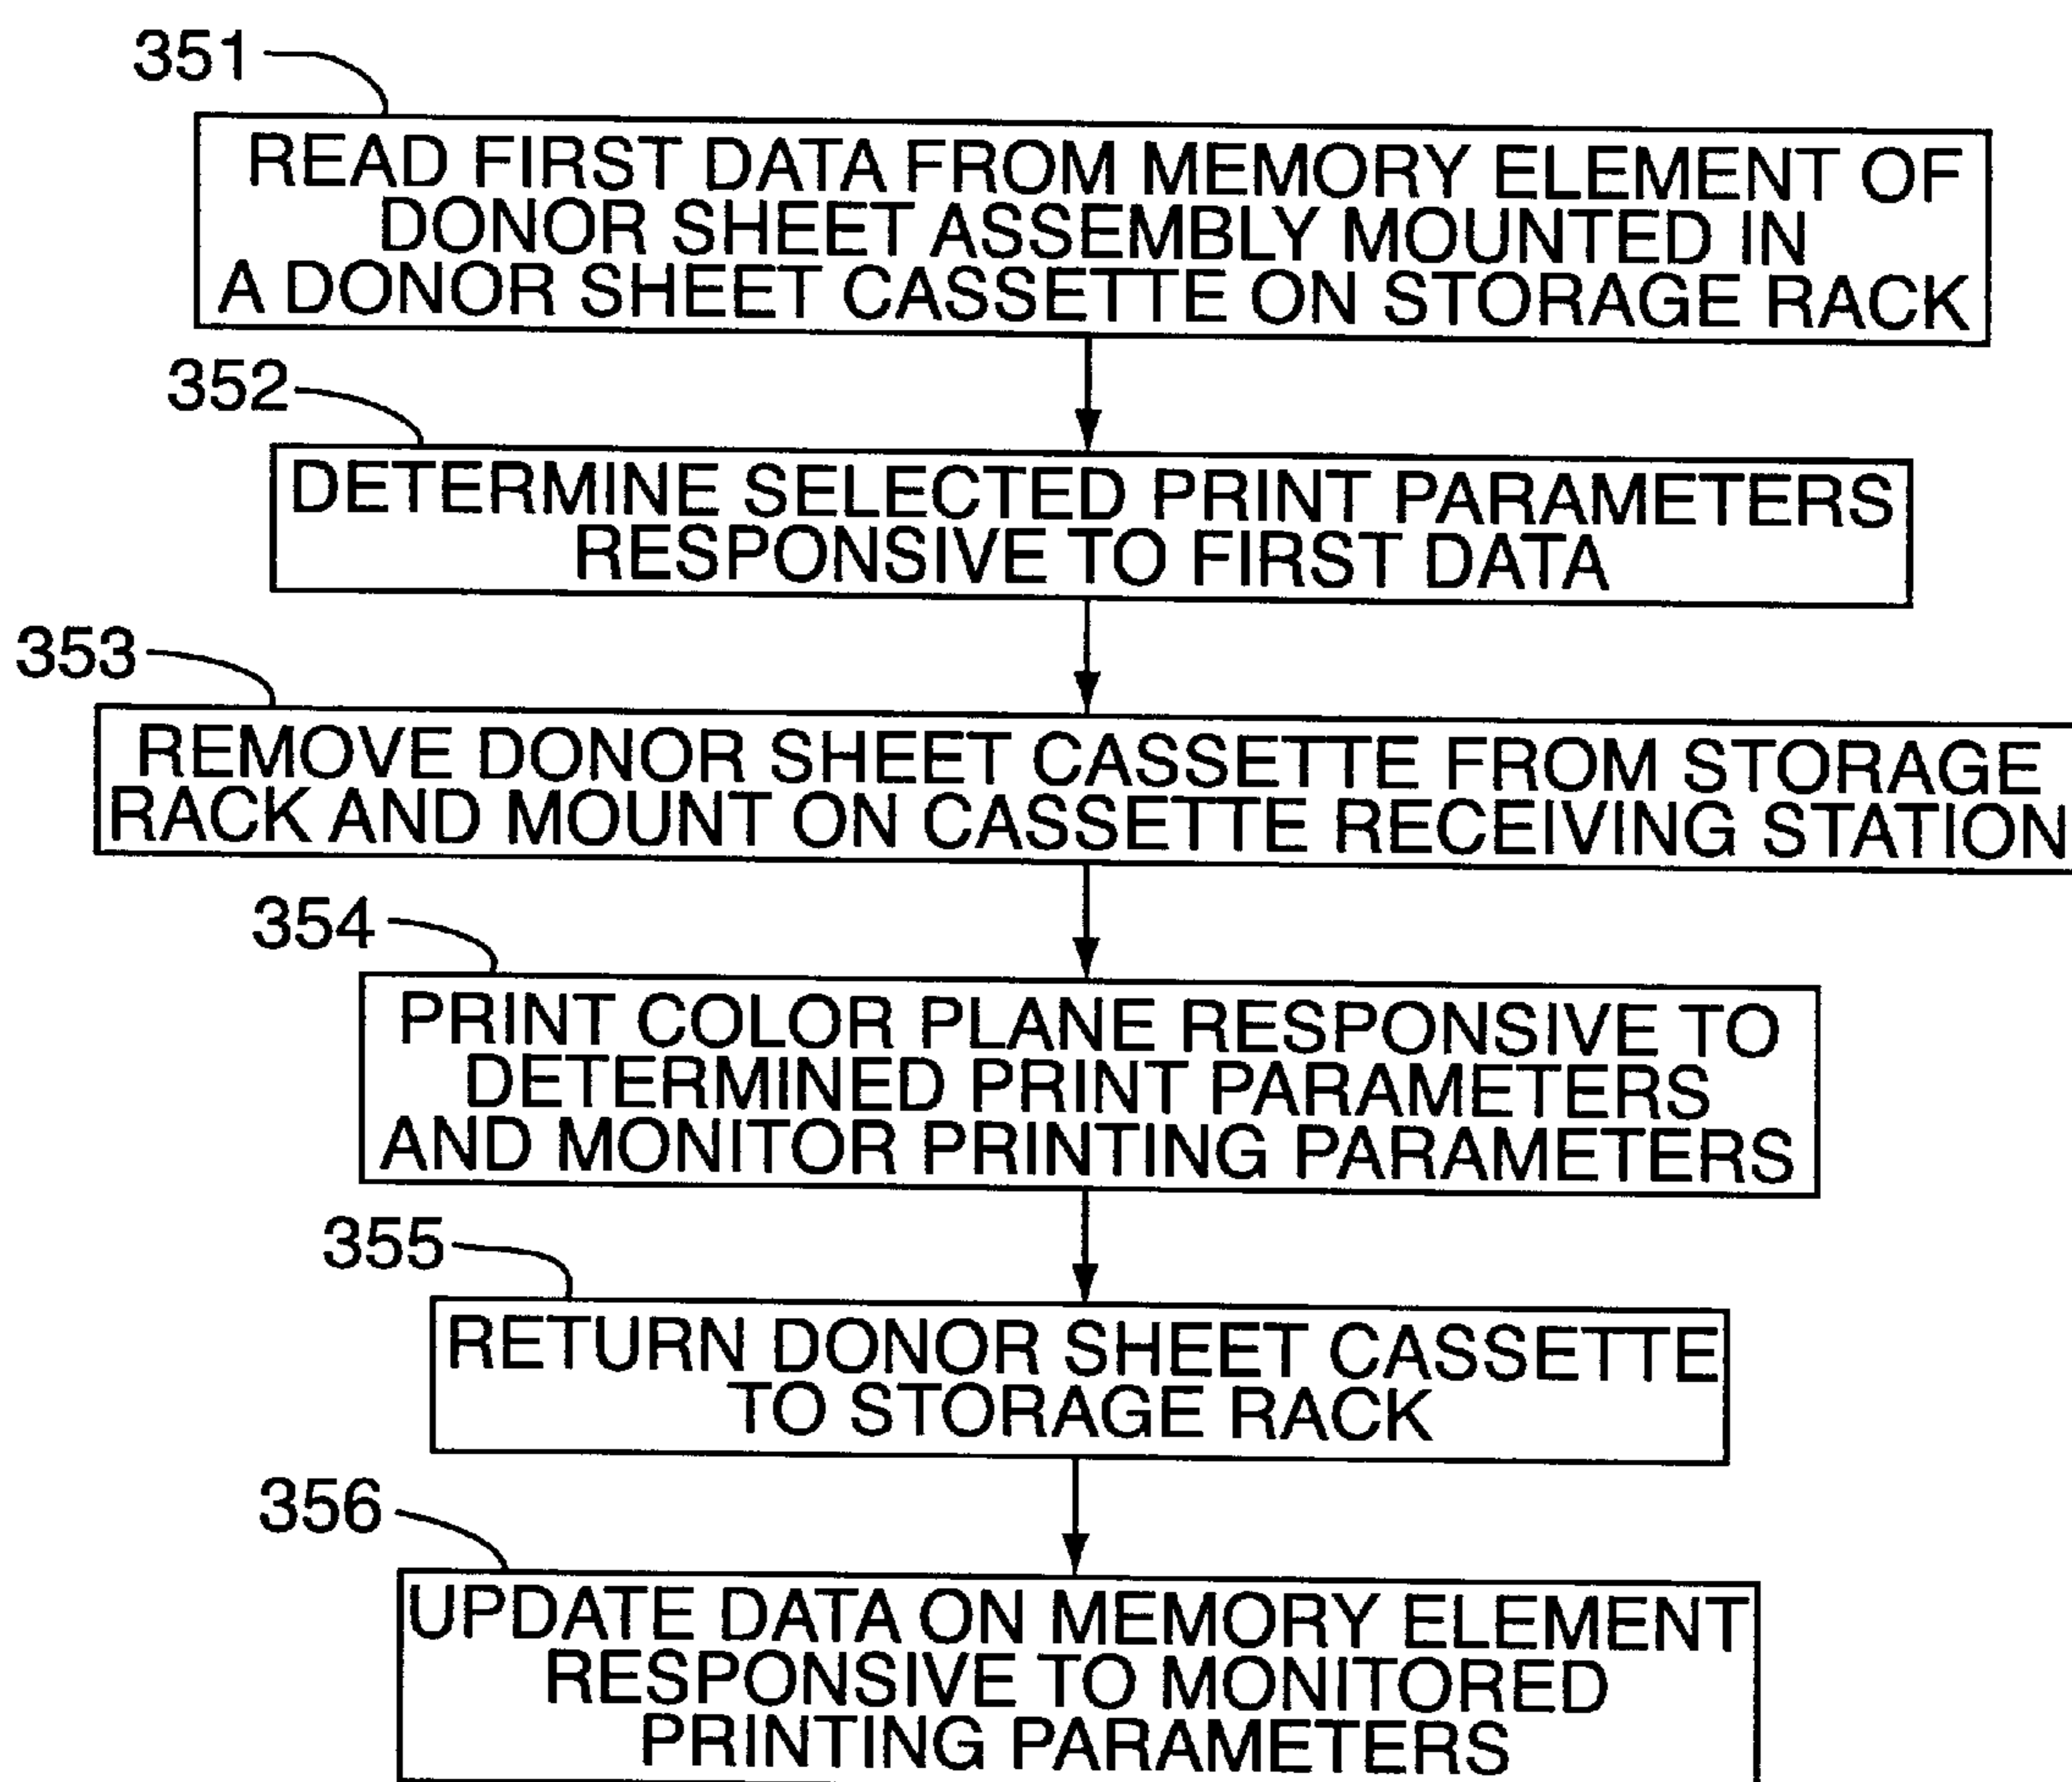 351
READ FIRST DATA FROM MEMORY ELEMENT OF
DONOR SHEET ASSEMBLY MOUNTED IN
A DONOR SHEET CASSETTE ON STORAGE RACK
352
DETERMINE SELECTED PRINT PARAMETERS
RESPONSIVE TO FIRST DATA
353
REMOVE DONOR SHEET CASSETTE FROM STORAGE
RACK AND MOUNT ON CASSETTE RECEIVING STATION
354
PRINT COLOR PLANE RESPONSIVE TO
DETERMINED PRINT PARAMETERS
AND MONITOR PRINTING PARAMETERS
355
RETURN DONOR SHEET CASSETTE
TO STORAGE RACK
356
UPDATE DATA ON MEMORY ELEMENT
RESPONSIVE TO MONITORED
PRINTING PARAMETERS